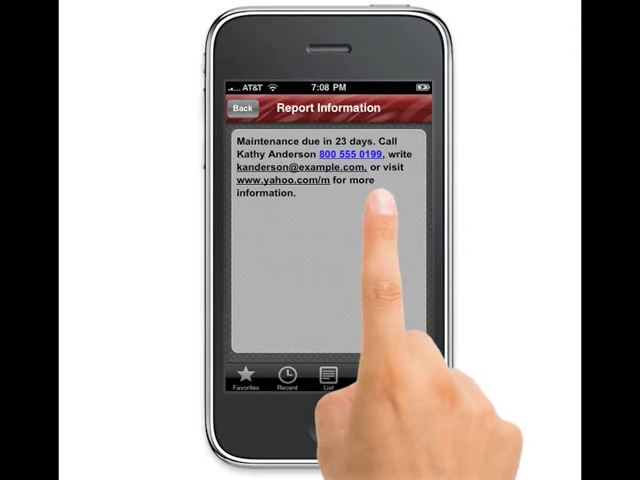 AT&T 7:08 PM
Back Report Information
Maintenance due in 23 days. Call
Kathy Anderson 800 555 0199, write
kanderson@example.com, or visit
www.yahoo.com/m for more
information.
Favorites Recent List